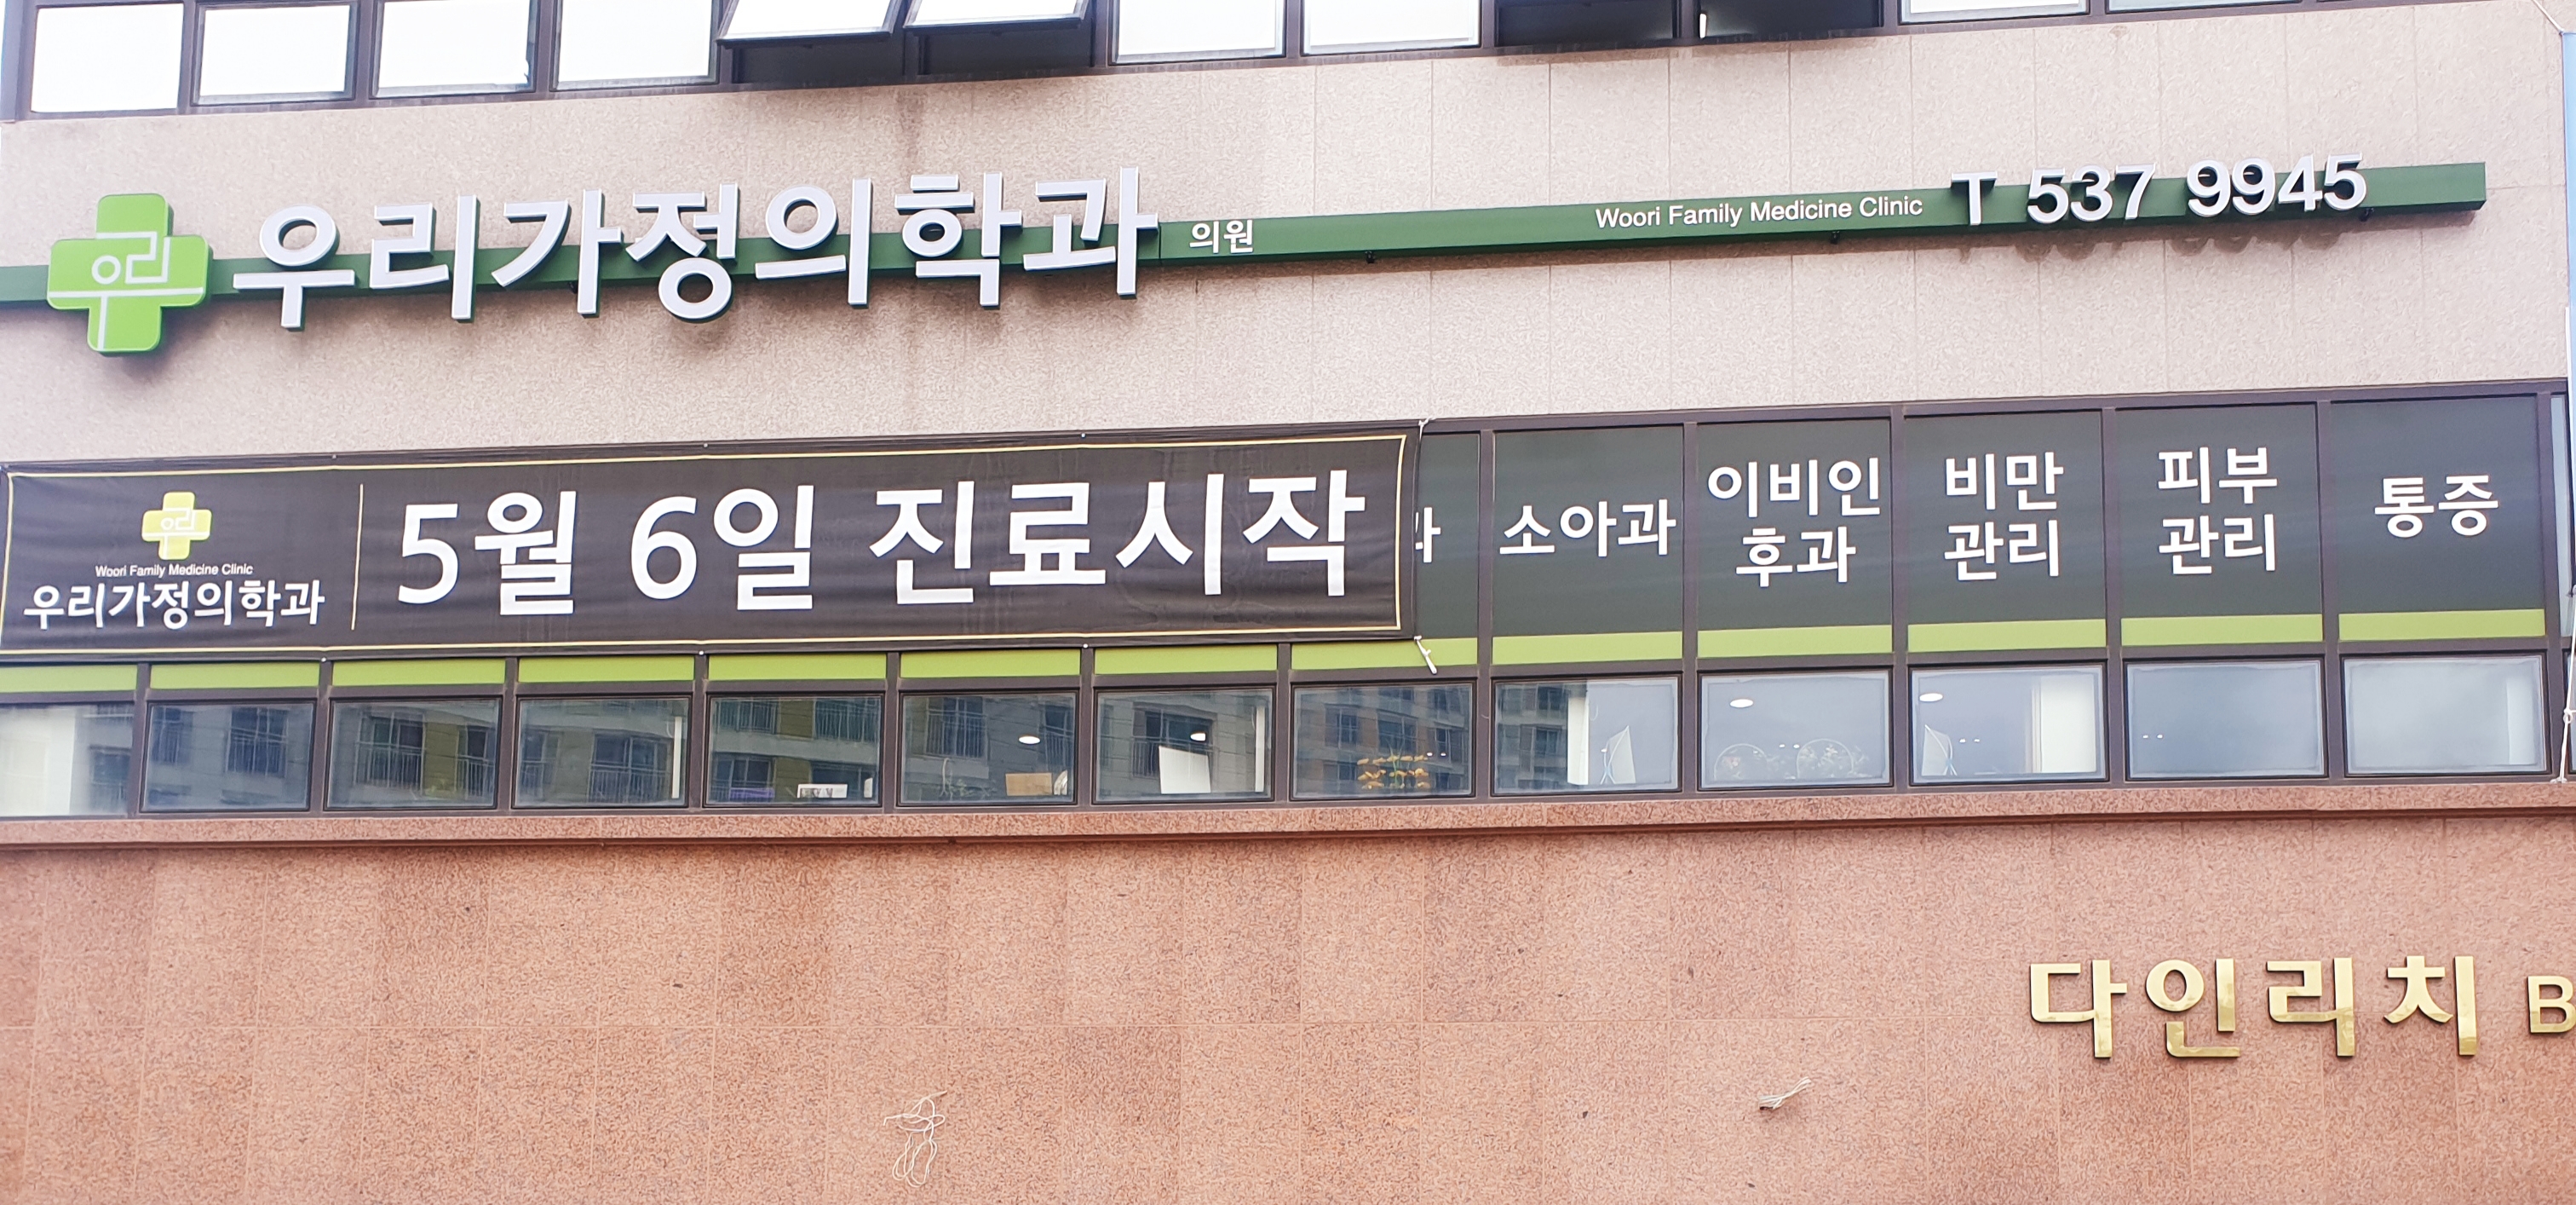 우리
우리가정의학과 의원 Woori Family Medicine Clinic T 537 9945
우리
Woori Family Medicine Clinic
우리가정의학과
5월 6일 진료시작
소아과
이비인
후과
비만
관리
피부
관리
통증
다인리치 B